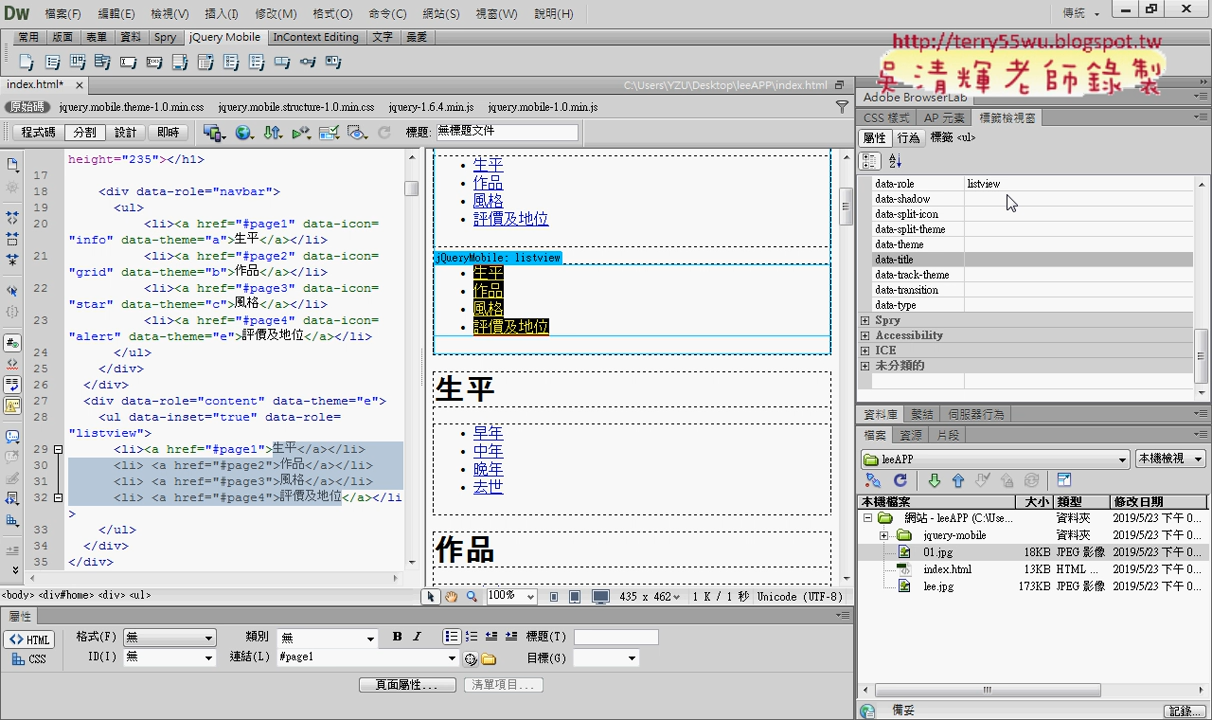 Dw 檔案(F) 編輯(E) 檢視(V) 插入(I) 修改(M) 格式(O) 命令(C) 網站(S) 視窗(W) 說明(H) 傳統
常用 版面 表單 資料 Spry jQuery Mobile InContext Editing 文字 我的最愛
http://terry55wu.blogspot.tw
吳清輝老師錄製
index.html* C:\Users\YZU\Desktop\leeAPP\index.html
原始碼 jquery.mobile.theme-1.0.min.css jquery.mobile.structure-1.0.min.css jquery-1.6.4.min.js jquery.mobile-1.0.min.js
程式碼 分割 設計 即時 標題: 無標題文件
height="235"></h1>
17
18 <div data-role="navbar">
19 <ul>
20 <li><a href="#page1" data-icon=
"info" data-theme="a">生平</a></li>
21 <li><a href="#page2" data-icon=
"grid" data-theme="b">作品</a></li>
22 <li><a href="#page3" data-icon=
"star" data-theme="c">風格</a></li>
23 <li><a href="#page4" data-icon=
"alert" data-theme="e">評價及地位</a></li>
24 </ul>
25 </div>
26 </div>
27 <div data-role="content" data-theme="e">
28 <ul data-inset="true" data-role=
"listview">
29 <li><a href="#page1">生平</a></li>
30 <li> <a href="#page2">作品</a></li>
31 <li> <a href="#page3">風格</a></li>
32 <li> <a href="#page4">評價及地位</a></li
>
33 </ul>
34 </div>
35 </div>
生平
作品
風格
評價及地位
jQueryMobile: listview
生平
作品
風格
評價及地位
生平
早年
中年
晚年
去世
作品
<body> <div#home> <div> <ul> 100% 435 x 462 1 K / 1 秒 Unicode (UTF-8)
屬性
<> HTML 格式(F) 無 類別 無 B I 標題(T)
CSS ID(I) 無 連結(L) #page1 目標(G)
頁面屬性... 清單項目...
Adobe BrowserLab
CSS 樣式 AP 元素 標籤檢視窗
屬性 行為 標籤 <ul>
data-role listview
data-shadow
data-split-icon
data-split-theme
data-theme
data-title
data-track-theme
data-transition
data-type
Spry
Accessibility
ICE
未分類的
資料庫 繫結 伺服器行為
檔案 資源 片段
leeAPP 本機檢視
本機檔案 大小 類型 修改日期
網站 - leeAPP (C:\Use... 資料夾 2019/5/23 下午 0...
jquery-mobile 資料夾 2019/5/23 下午 0...
01.jpg 18KB JPEG 影像 2019/5/23 下午 0...
index.html 13KB HTML ... 2019/5/23 下午 0...
lee.jpg 173KB JPEG 影像 2019/5/23 下午 0...
備妥 記錄...